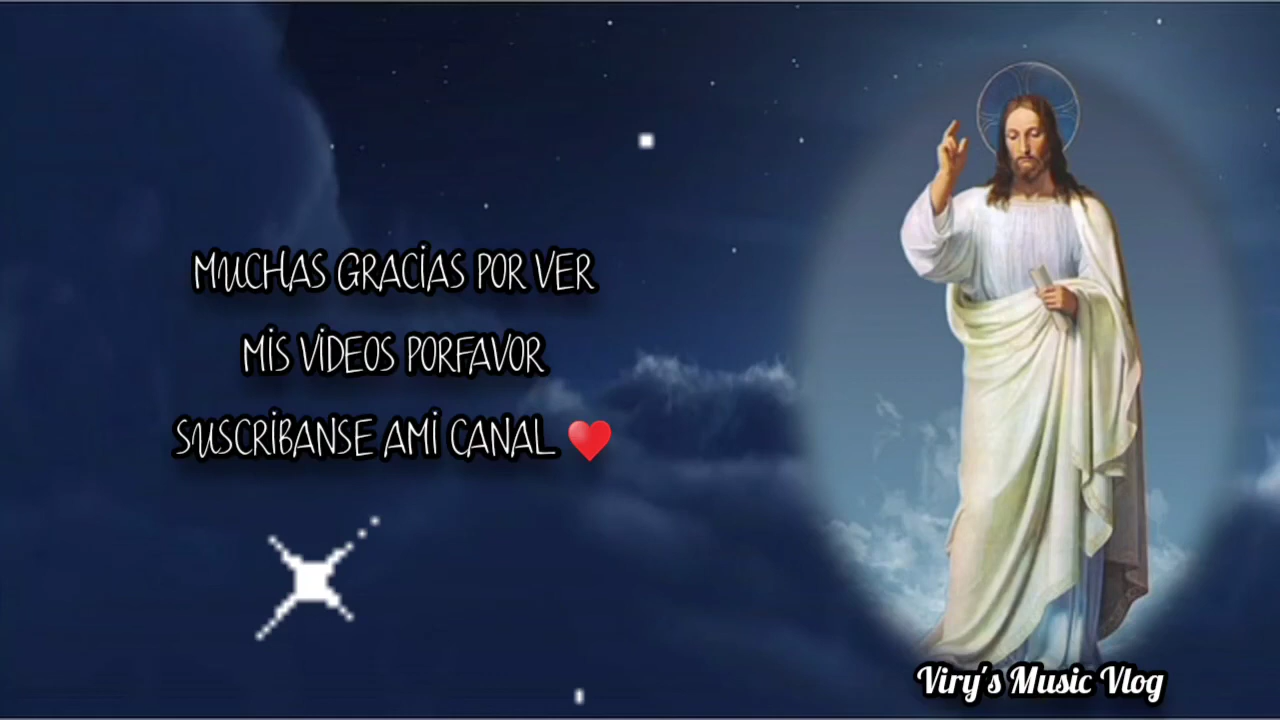 MUCHAS GRACIAS POR VER
MIS VIDEOS PORFAVOR
SUSCRIBANSE AMI CANAL ♥️
Viry's Music Vlog